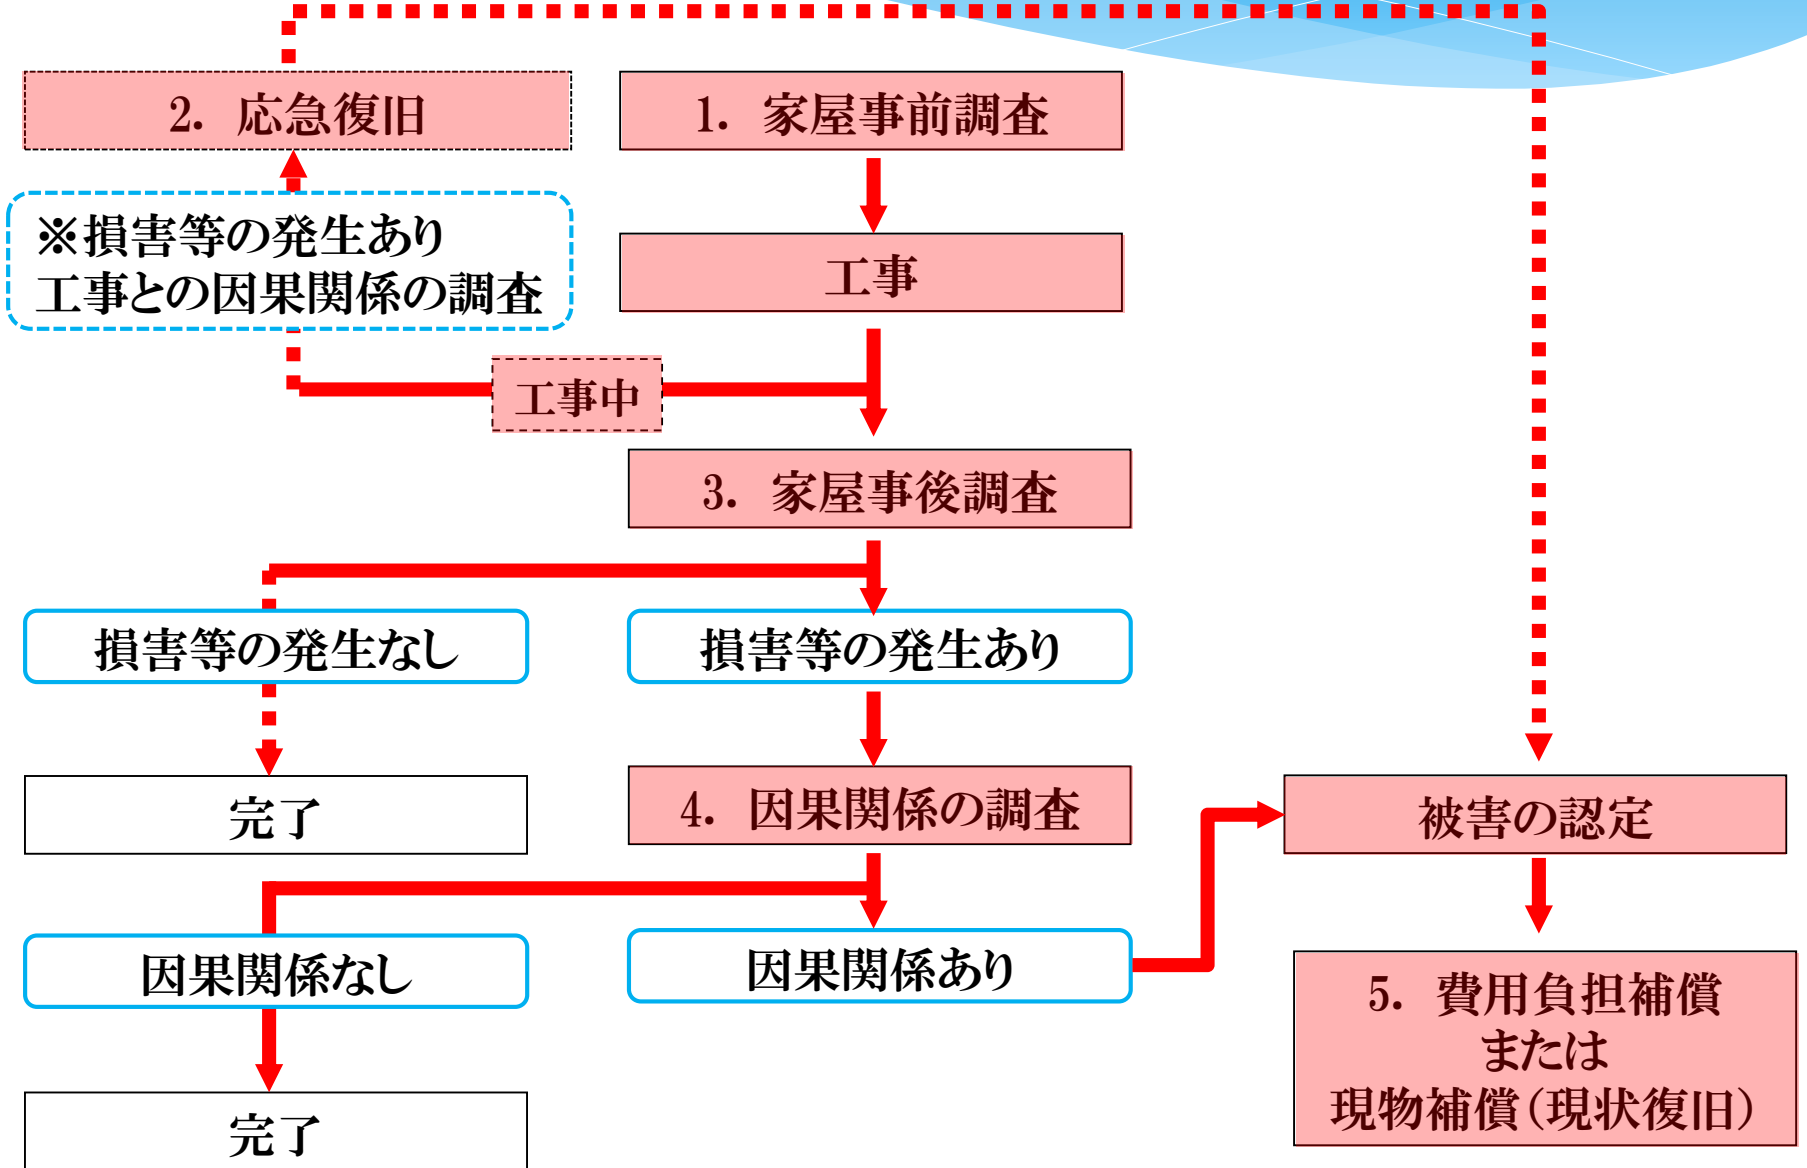 2．応急復旧
1．家屋事前調査
※損害等の発生あり
工事との因果関係の調査
工事
工事中
3．家屋事後調査
損害等の発生なし
損害等の発生あり
完了
4．因果関係の調査
被害の認定
因果関係なし
因果関係あり
5．費用負担補償
または
現物補償（現状復旧）
完了